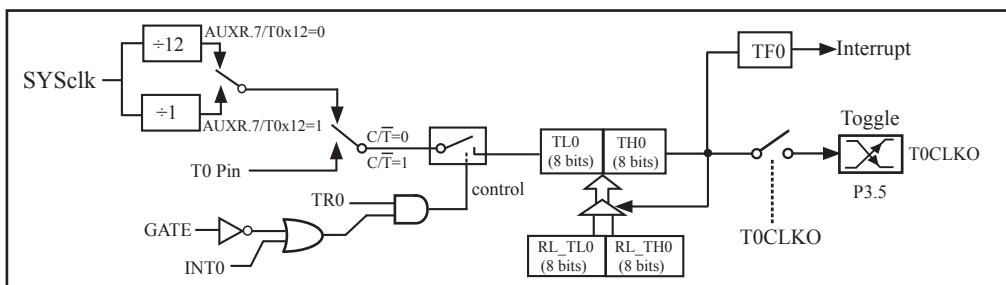 AUXR.7/T0x12=0
÷12
SYSclk
÷1
AUXR.7/T0x12=1
T0 Pin
C/T̅=0
C/T̅=1
TR0
control
GATE
INT0
TL0
(8 bits)
TH0
(8 bits)
RL_TL0
(8 bits)
RL_TH0
(8 bits)
TF0
Interrupt
Toggle
T0CLKO
P3.5
T0CLKO